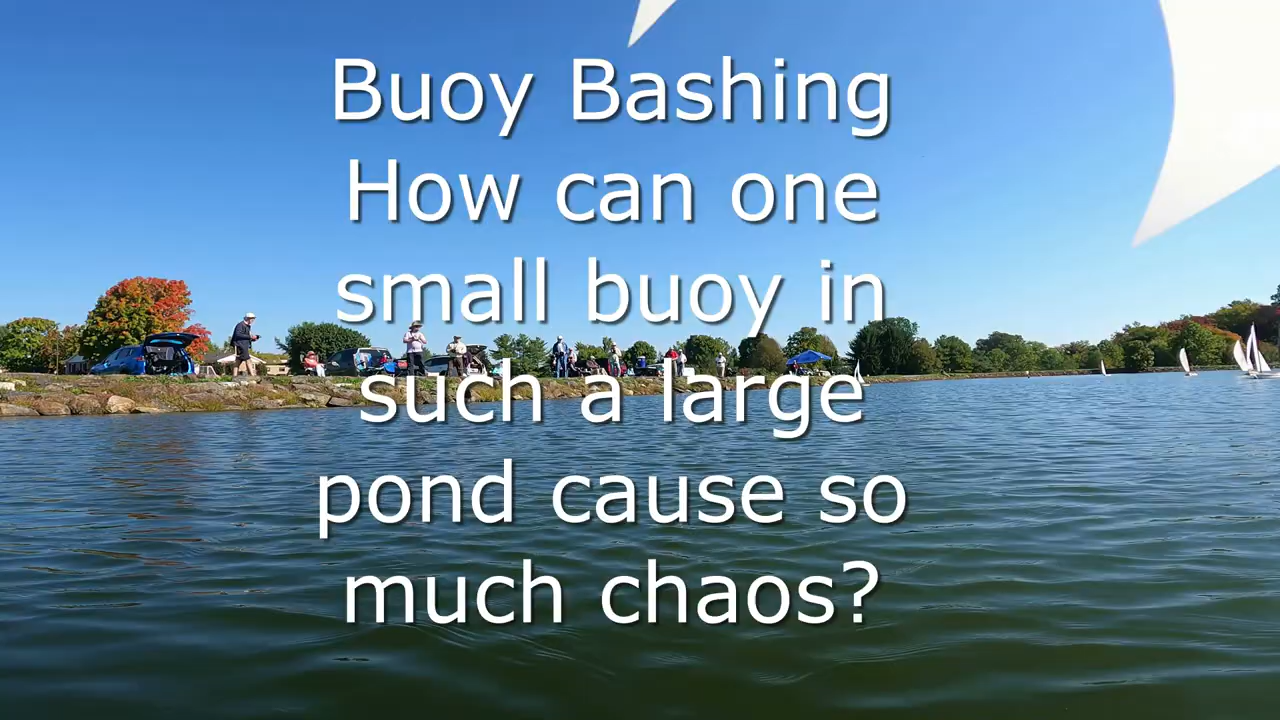 Buoy Bashing
How can one
small buoy in
such a large
pond cause so
much chaos?